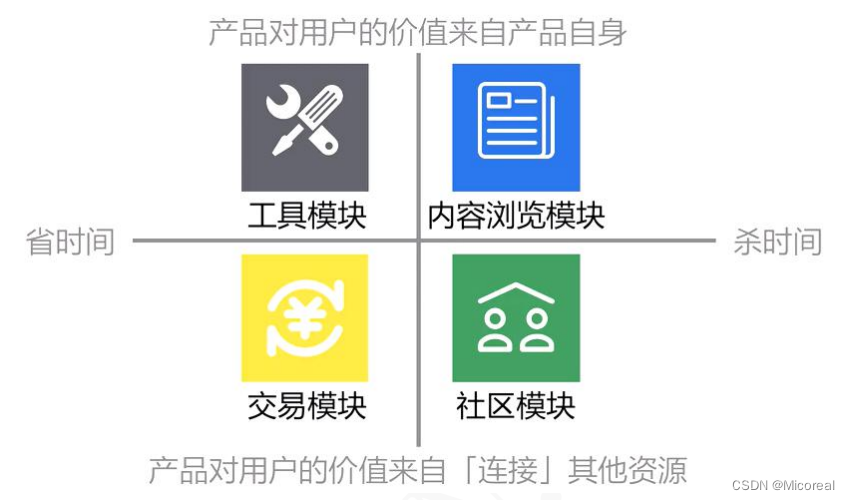 产品对用户的价值来自产品自身
工具模块
内容浏览模块
省时间
杀时间
交易模块
社区模块
产品对用户的价值来自「连接」其他资源
CSDN @Micoreal